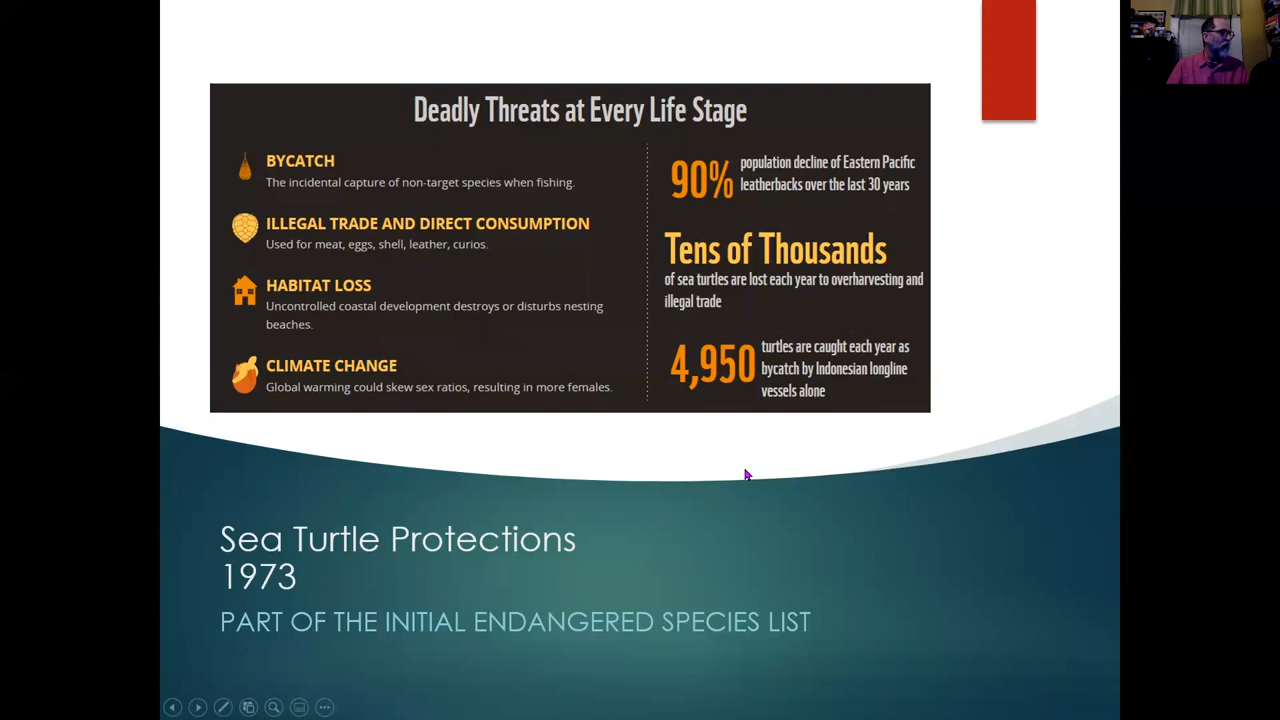 Deadly Threats at Every Life Stage
BYCATCH
The incidental capture of non-target species when fishing.
ILLEGAL TRADE AND DIRECT CONSUMPTION
Used for meat, eggs, shell, leather, curios.
HABITAT LOSS
Uncontrolled coastal development destroys or disturbs nesting
beaches.
CLIMATE CHANGE
Global warming could skew sex ratios, resulting in more females.
90%
population decline of Eastern Pacific
leatherbacks over the last 30 years
Tens of Thousands
of sea turtles are lost each year to overharvesting and
illegal trade
4,950
turtles are caught each year as
bycatch by Indonesian longline
vessels alone
Sea Turtle Protections
1973
PART OF THE INITIAL ENDANGERED SPECIES LIST